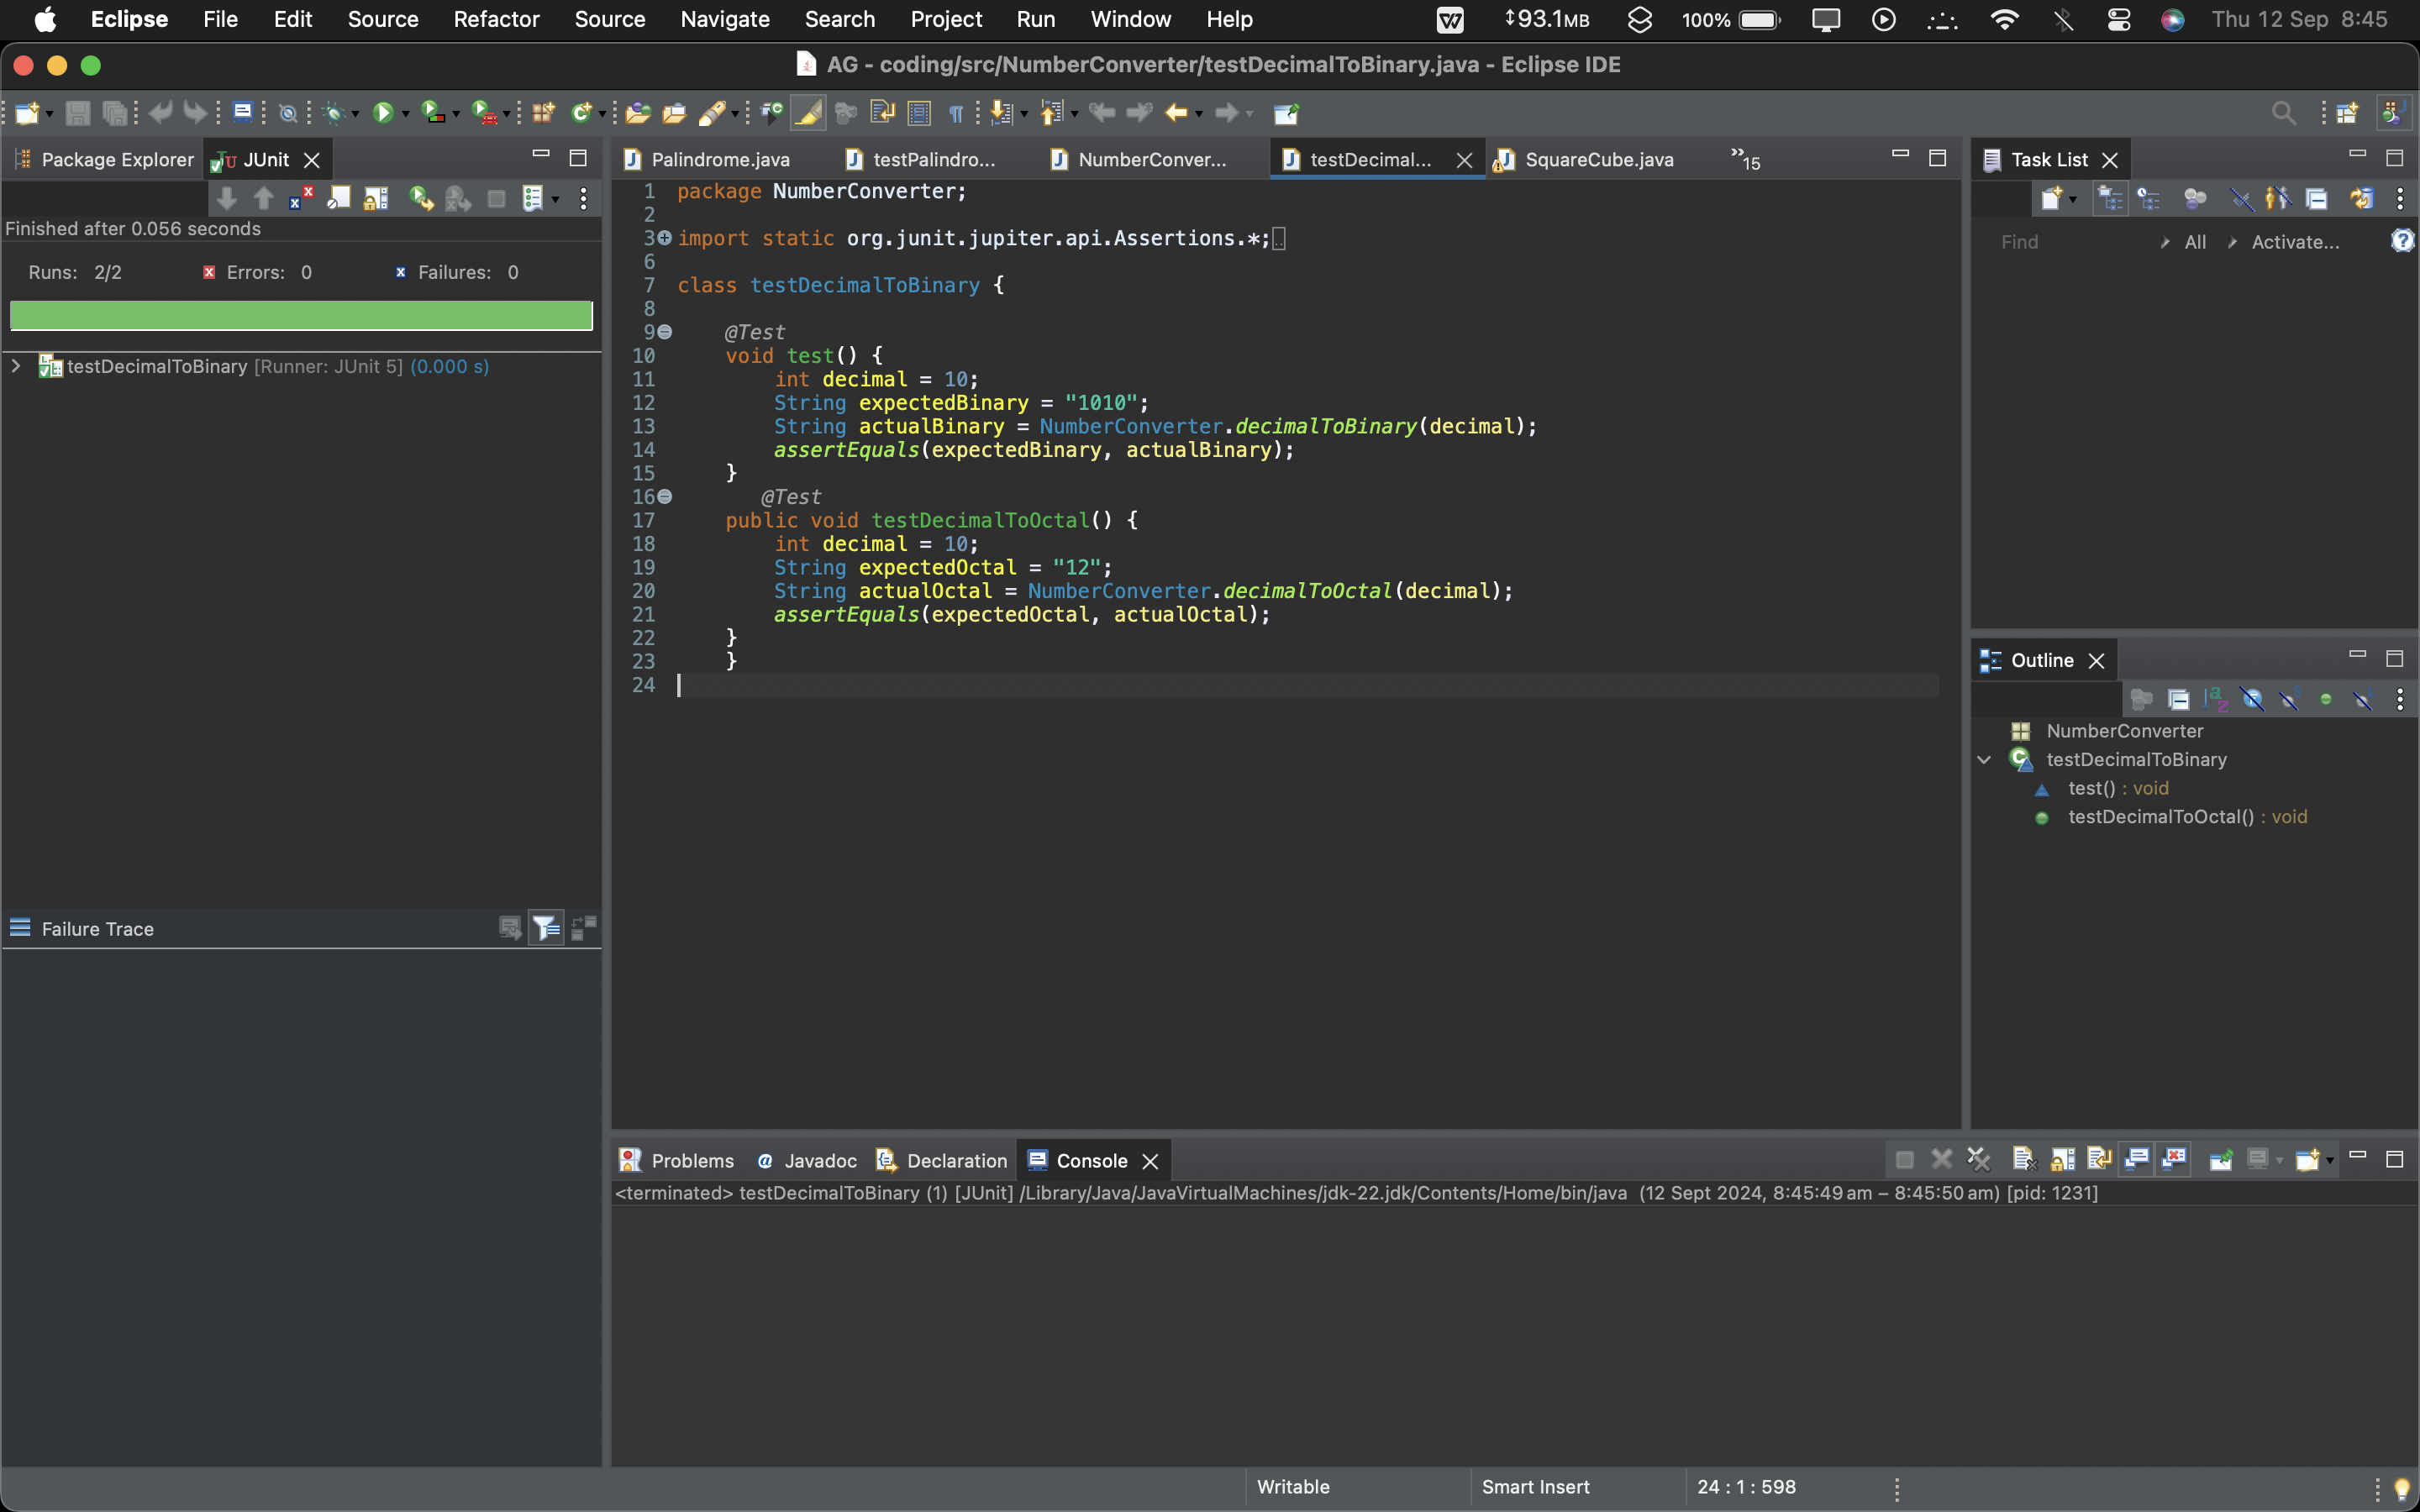 Eclipse File Edit Source Refactor Source Navigate Search Project Run Window Help 93.1MB 100% Thu 12 Sep 8:45
AG - coding/src/NumberConverter/testDecimalToBinary.java - Eclipse IDE
Package Explorer JUnit
Finished after 0.056 seconds
Runs: 2/2 Errors: 0 Failures: 0
testDecimalToBinary [Runner: JUnit 5] (0.000 s)
Failure Trace
Palindrome.java testPalindro... NumberConver... testDecimal... SquareCube.java »15
1 package NumberConverter;
2
3 import static org.junit.jupiter.api.Assertions.*;
6
7 class testDecimalToBinary {
8
9 @Test
10 void test() {
11 int decimal = 10;
12 String expectedBinary = "1010";
13 String actualBinary = NumberConverter.decimalToBinary(decimal);
14 assertEquals(expectedBinary, actualBinary);
15 }
16 @Test
17 public void testDecimalToOctal() {
18 int decimal = 10;
19 String expectedOctal = "12";
20 String actualOctal = NumberConverter.decimalToOctal(decimal);
21 assertEquals(expectedOctal, actualOctal);
22 }
23 }
24
Task List
Find All Activate...
Outline
NumberConverter
testDecimalToBinary
test() : void
testDecimalToOctal() : void
Problems Javadoc Declaration Console
<terminated> testDecimalToBinary (1) [JUnit] /Library/Java/JavaVirtualMachines/jdk-22.jdk/Contents/Home/bin/java (12 Sept 2024, 8:45:49 am – 8:45:50 am) [pid: 1231]
Writable Smart Insert 24 : 1 : 598